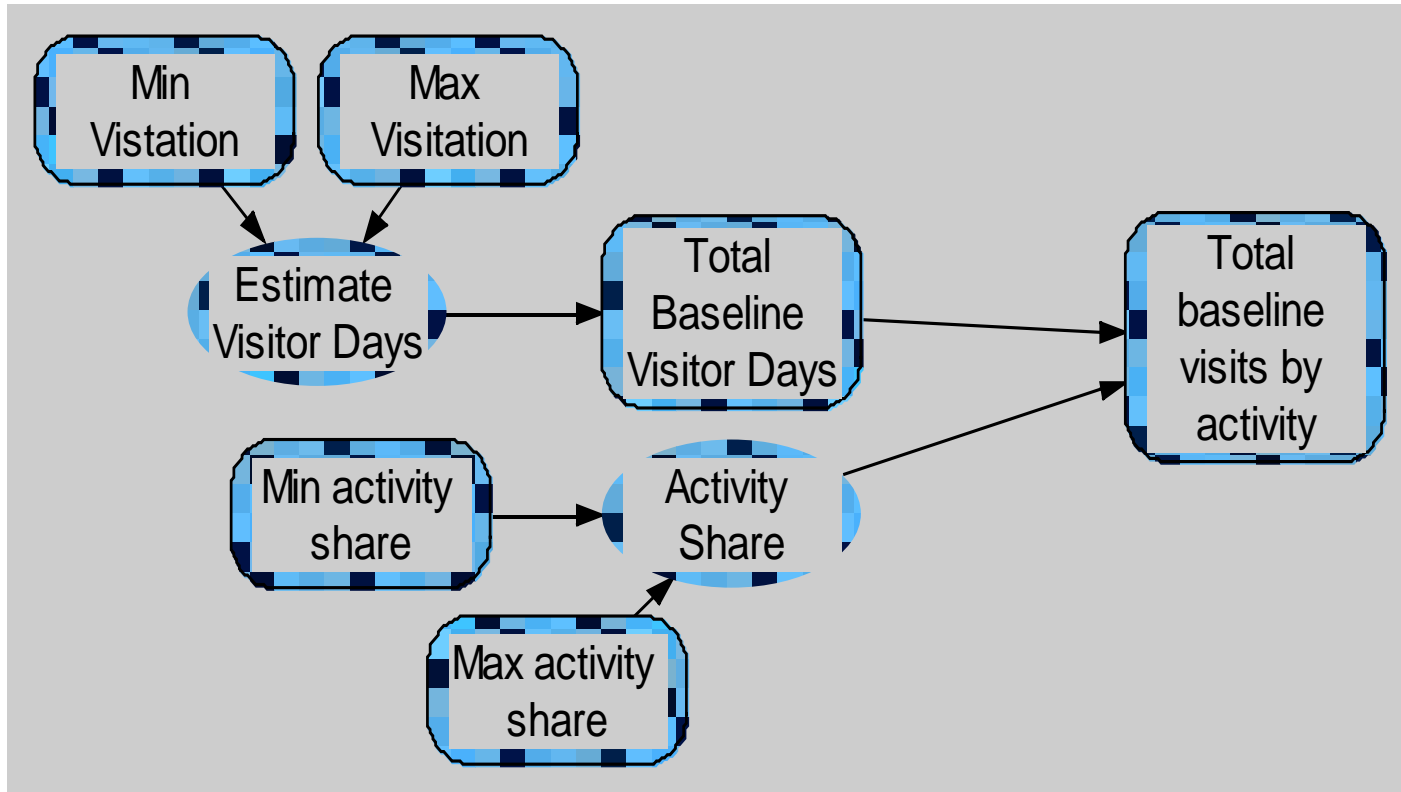 Min
Vistation
Max
Visitation
Estimate
Visitor Days
Total
Baseline
Visitor Days
Total
baseline
visits by
activity
Min activity
share
Activity
Share
Max activity
share